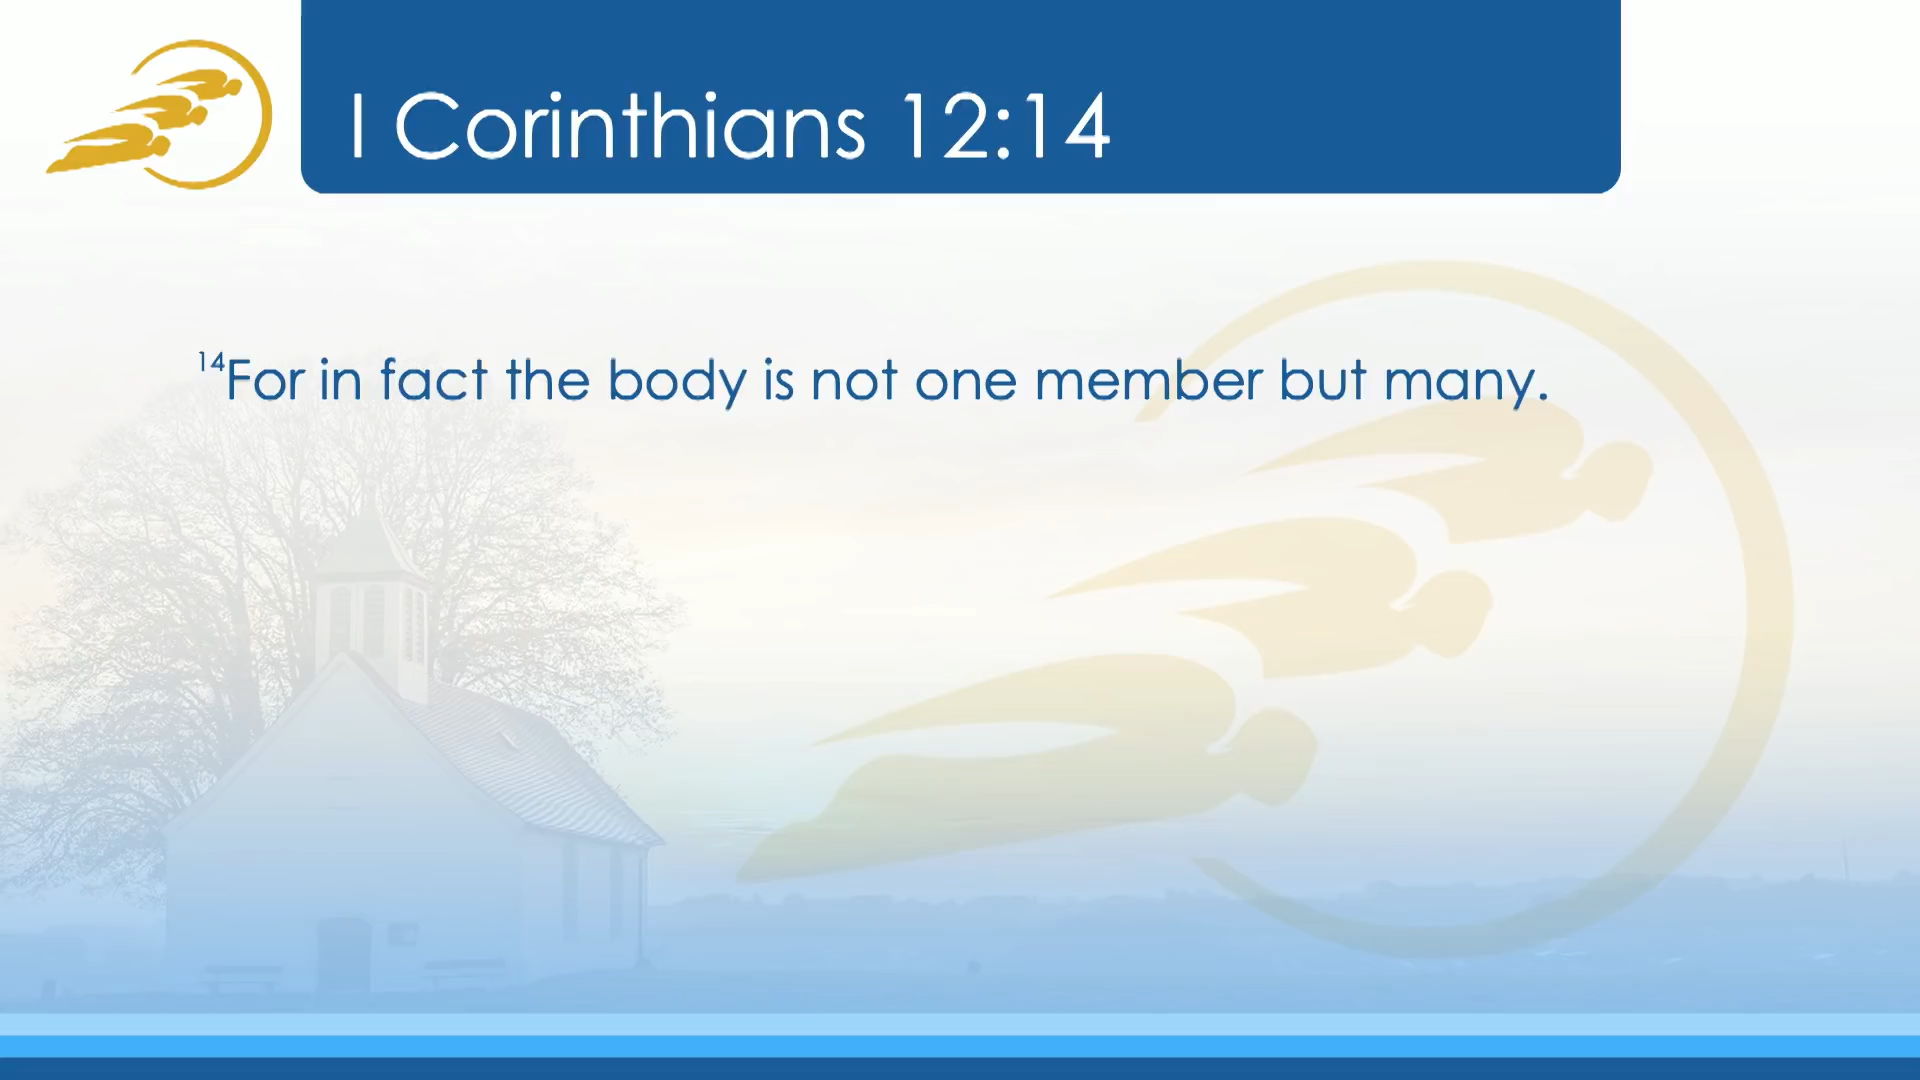 I Corinthians 12:14
14For in fact the body is not one member but many.